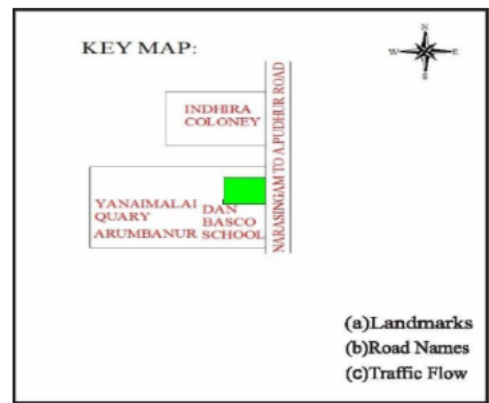 KEY MAP:
N
W
E
S
INDHIRA
COLONEY
NARASINGAM TO A.PUDHUR ROAD
YANAIMALAI
QUARY
ARUMBANUR
DAN
BASCO
SCHOOL
(a)Landmarks
(b)Road Names
(c)Traffic Flow